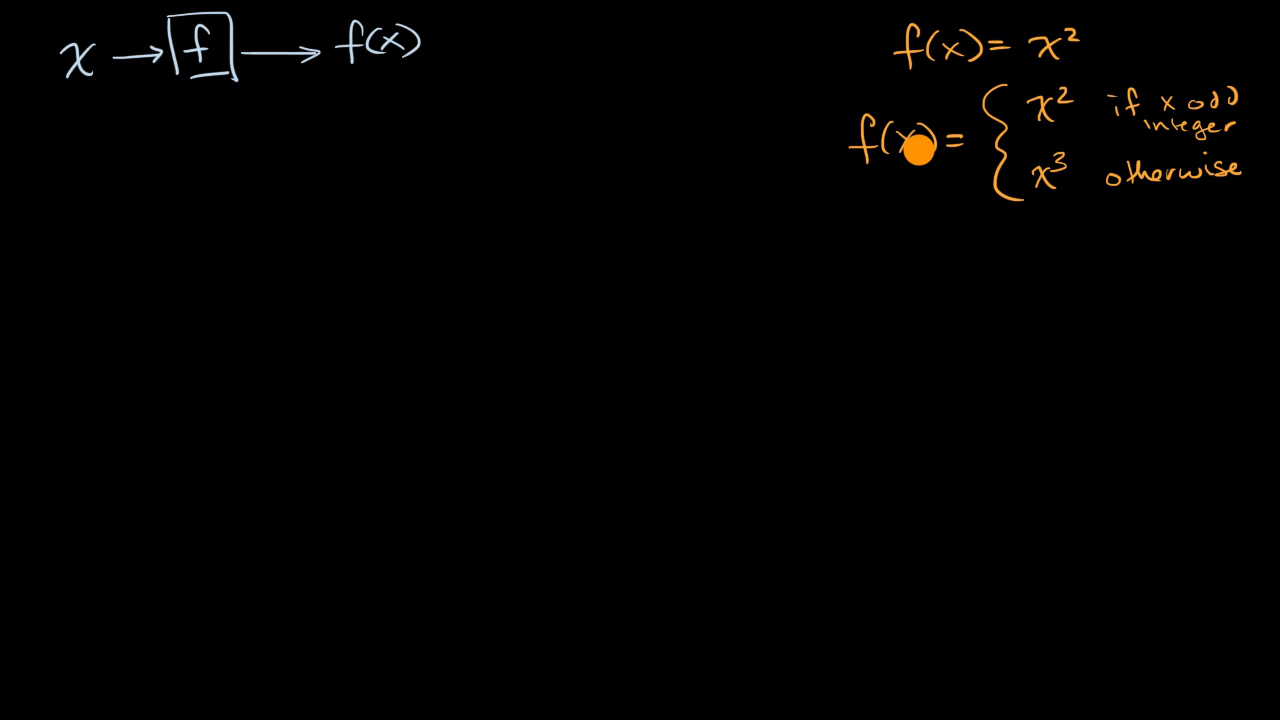 x → f → f(x)
f(x) = x²
f(x) = { x² if x odd integer
x³ otherwise